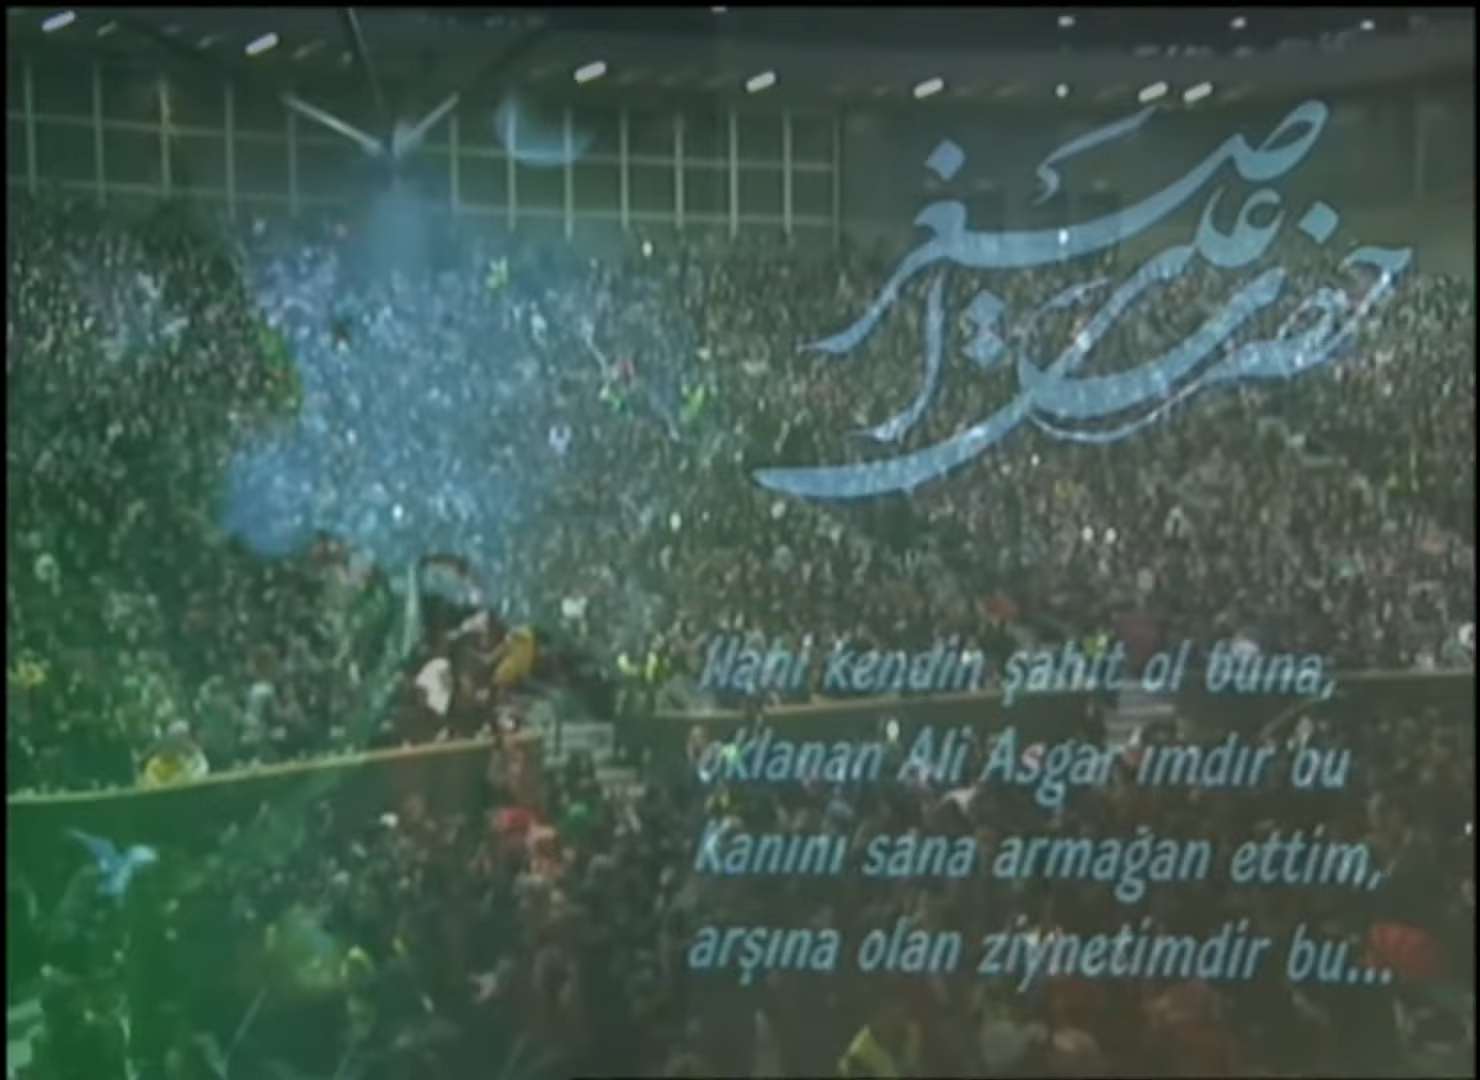 حضرت علی اصغر
İlahi kendin şahit ol buna,
oklanan Ali Asgar'ımdır bu
Kanını sana armağan ettim,
arşına olan ziynetimdir bu...